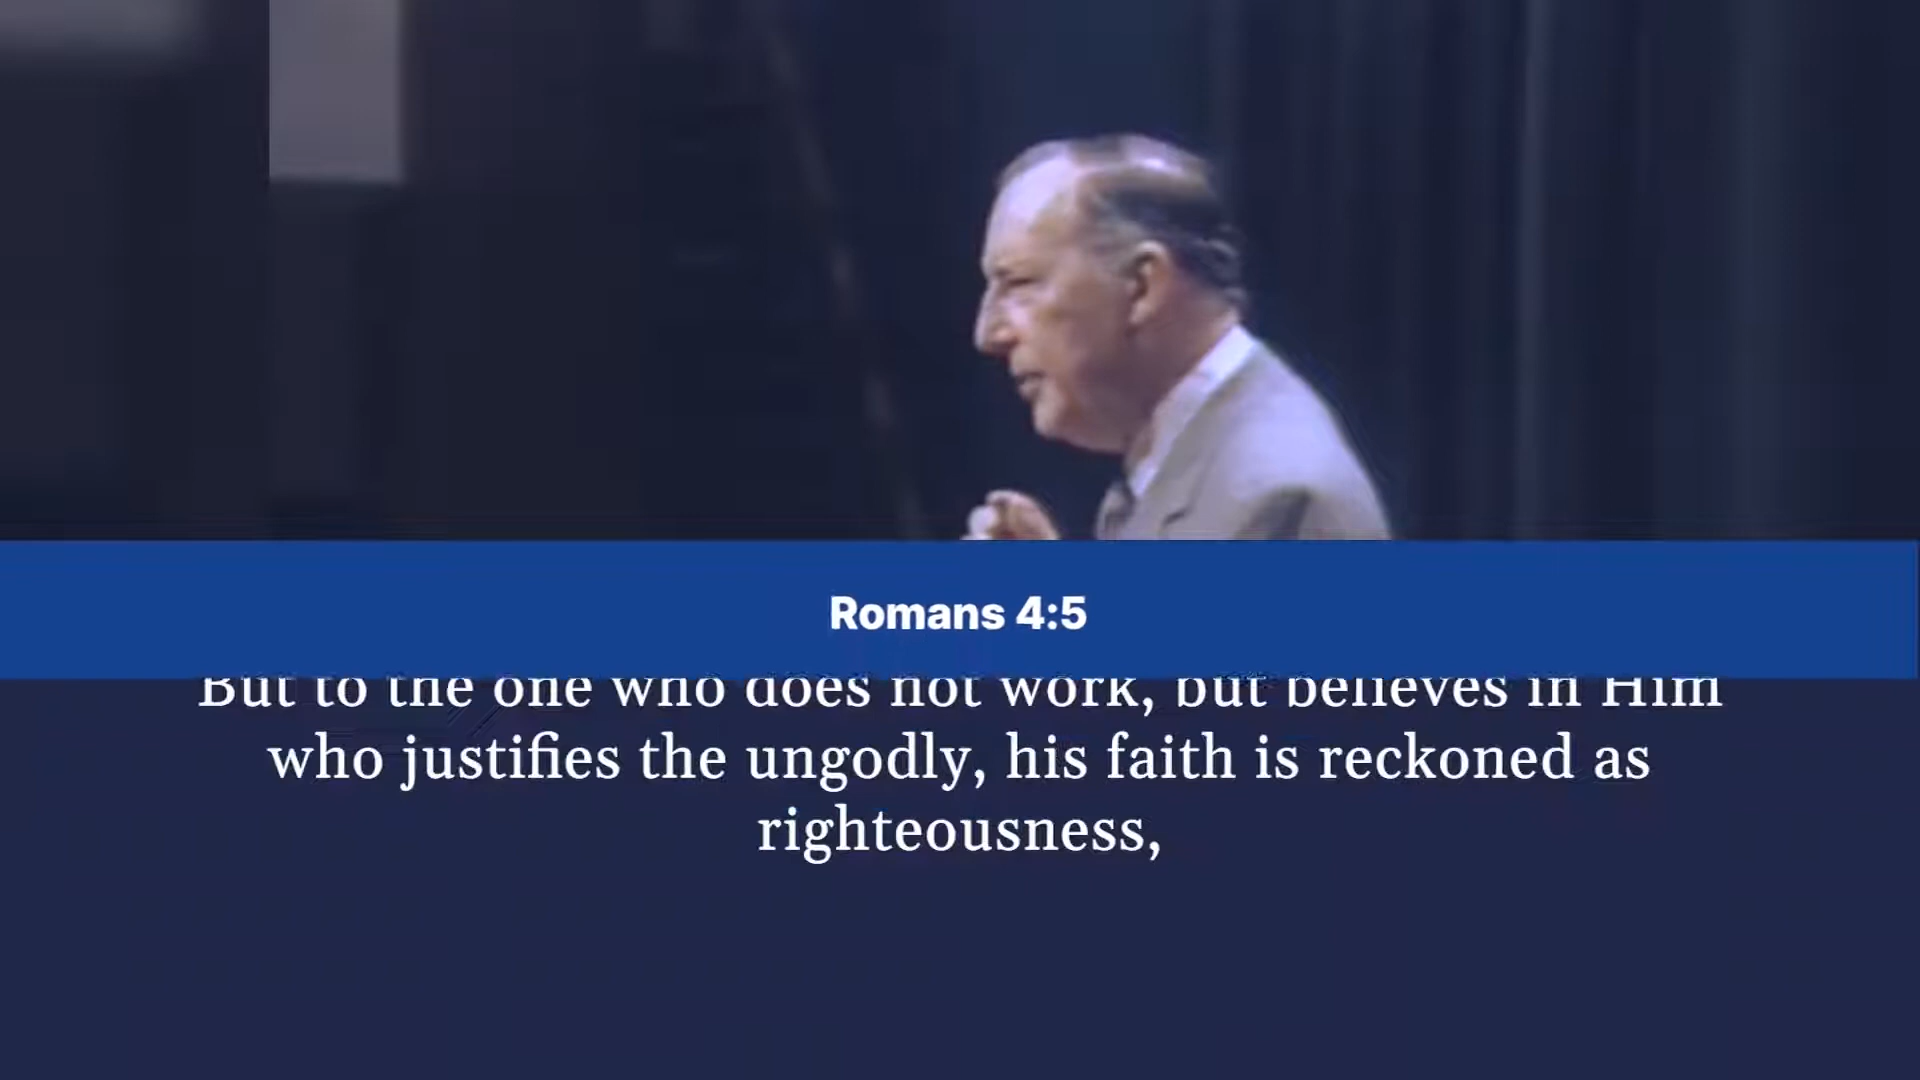 Romans 4:5
But to the one who does not work, but believes in Him
who justifies the ungodly, his faith is reckoned as
righteousness,